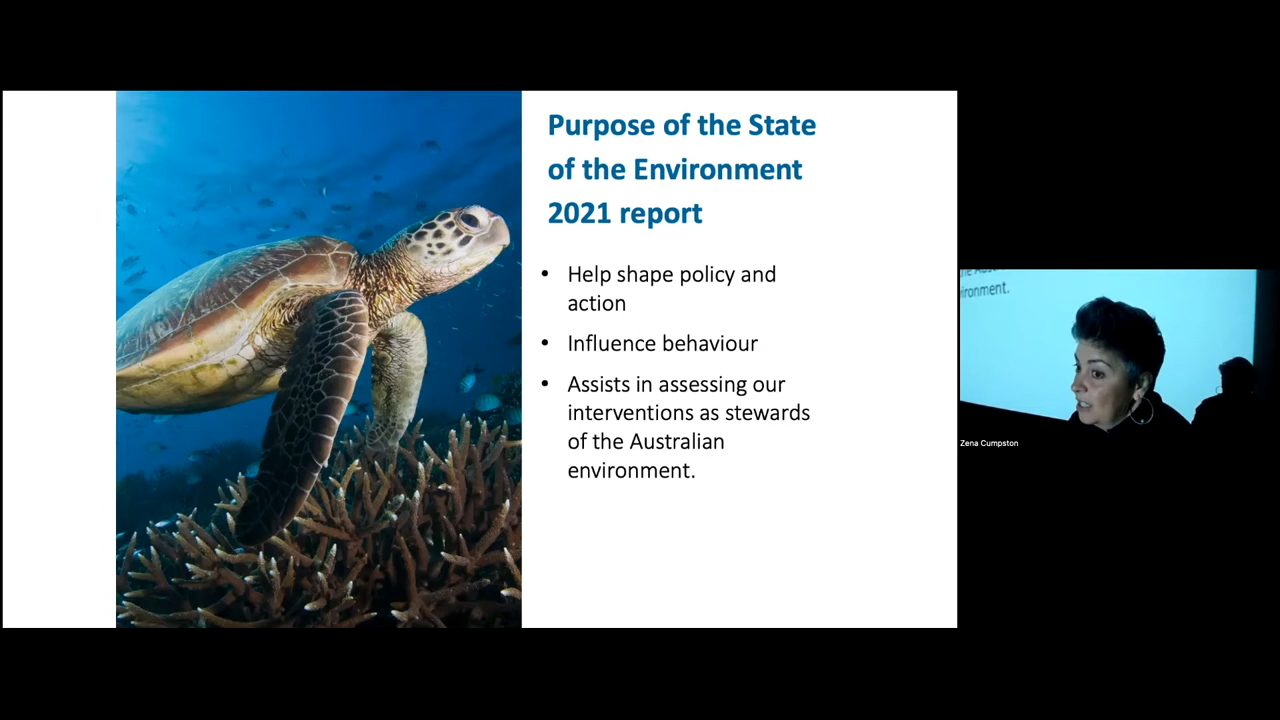 Purpose of the State
of the Environment
2021 report
• Help shape policy and
action
• Influence behaviour
• Assists in assessing our
interventions as stewards
of the Australian
environment.
Zena Cumpston